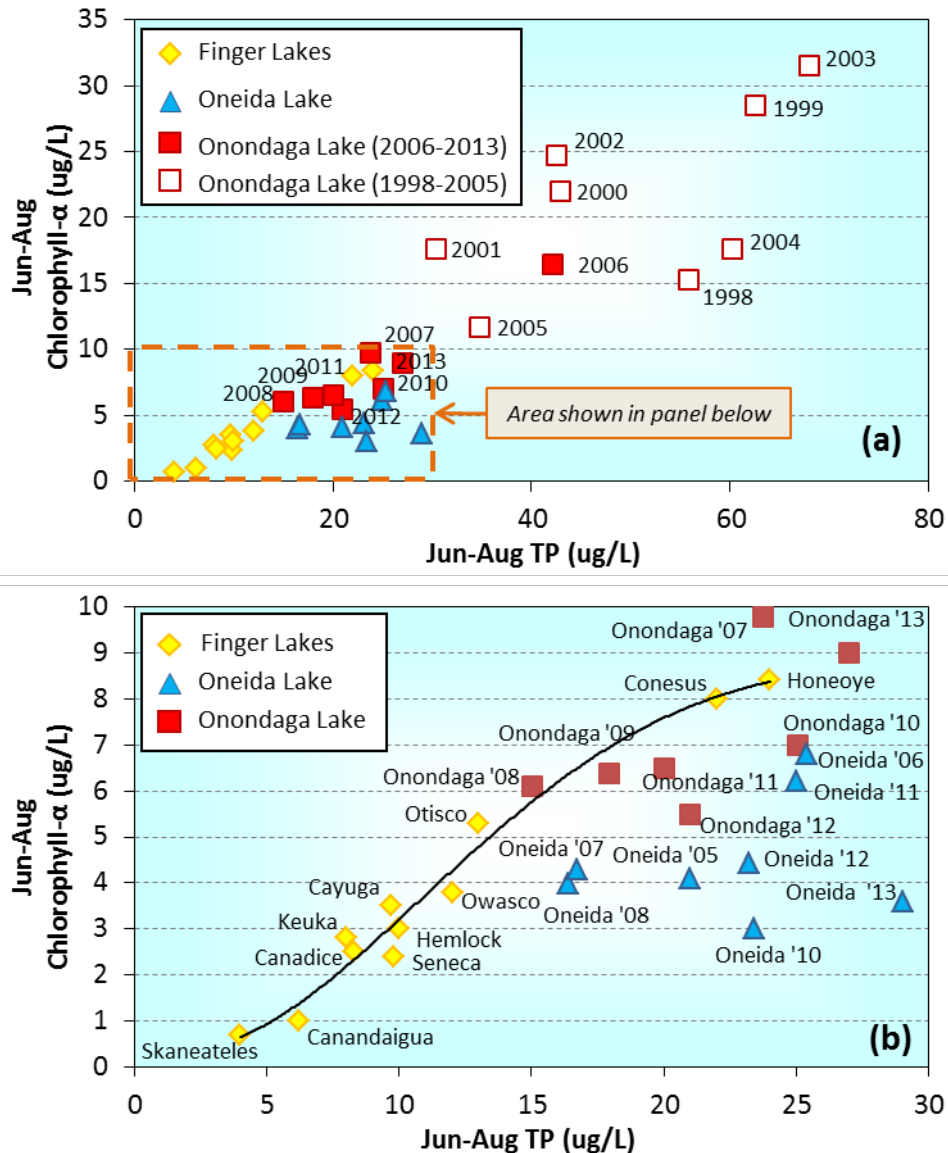 35
30
25
20
15
10
5
0
Jun-Aug
Chlorophyll-α (ug/L)
Finger Lakes
Oneida Lake
Onondaga Lake (2006-2013)
Onondaga Lake (1998-2005)
2003
1999
2002
2000
2001
2004
2006
1998
2005
2007
2013
2011
2009
2010
2008
2012
Area shown in panel below
(a)
0
20
40
60
80
Jun-Aug TP (ug/L)
10
9
8
7
6
5
4
3
2
1
0
Jun-Aug
Chlorophyll-α (ug/L)
Finger Lakes
Oneida Lake
Onondaga Lake
Onondaga '13
Onondaga '07
Conesus
Honeoye
Onondaga '09
Onondaga '10
Oneida '06
Onondaga '08
Onondaga '11
Oneida '11
Otisco
Onondaga '12
Oneida '07
Oneida '05
Oneida '12
Cayuga
Owasco
Oneida '13
Oneida '08
Keuka
Hemlock
Canadice
Seneca
Oneida '10
Skaneateles
Canandaigua
(b)
0
5
10
15
20
25
30
Jun-Aug TP (ug/L)